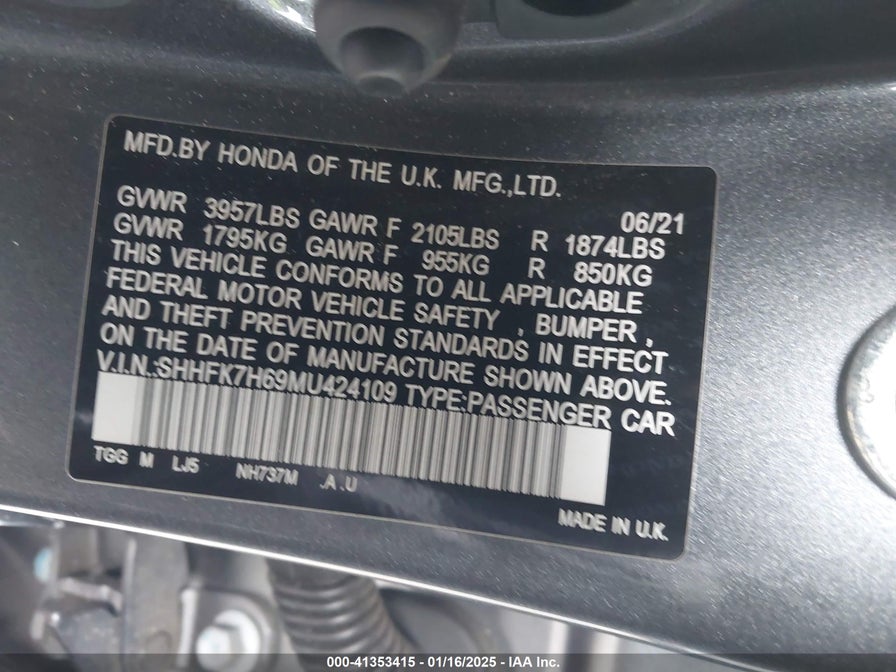 MFD.BY HONDA OF THE U.K. MFG.,LTD.
06/21
GVWR 3957LBS GAWR F 2105LBS R 1874LBS
GVWR 1795KG GAWR F 955KG R 850KG
THIS VEHICLE CONFORMS TO ALL APPLICABLE
FEDERAL MOTOR VEHICLE SAFETY , BUMPER ,
AND THEFT PREVENTION STANDARDS IN EFFECT
ON THE DATE OF MANUFACTURE SHOWN ABOVE.
V.I.N.:SHHFK7H69MU424109 TYPE:PASSENGER CAR
TGG M LJ5 NH737M .A .U
MADE IN U.K.
000-41353415 - 01/16/2025 - IAA Inc.